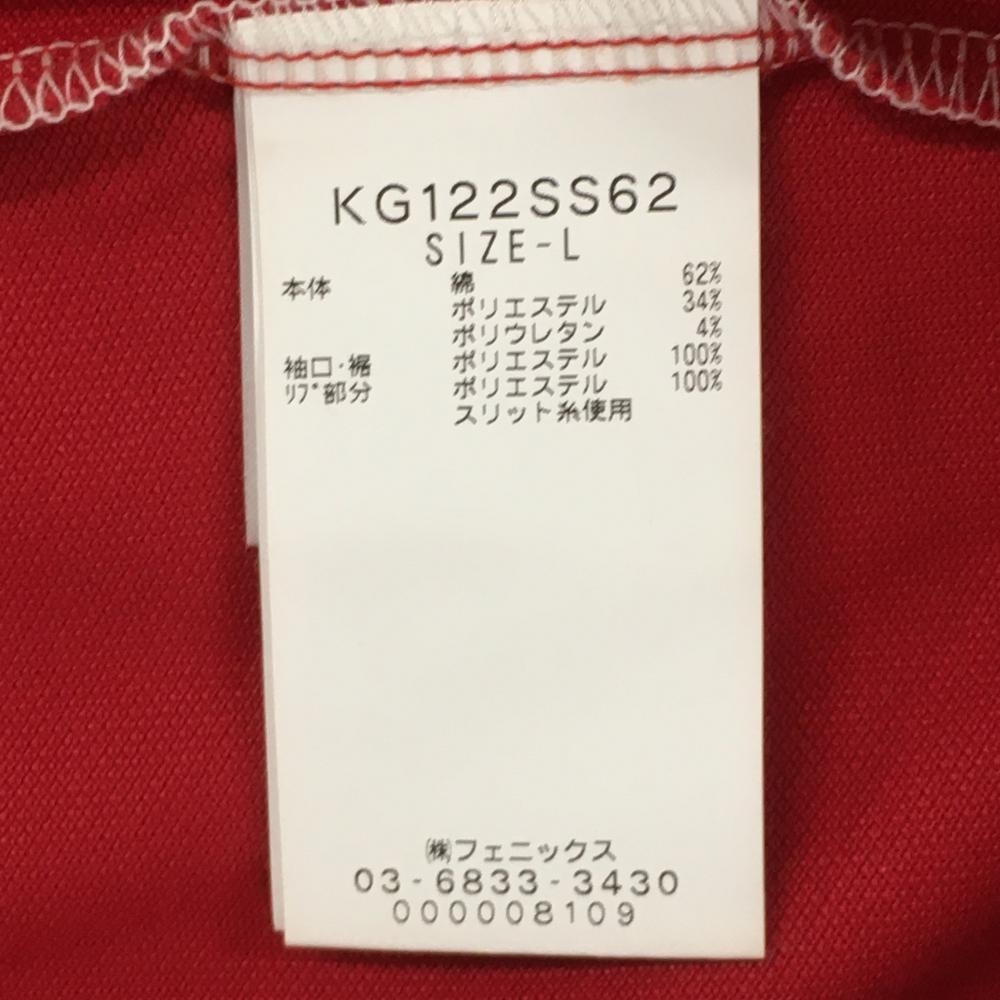 KG122SS62
SIZE-L
本体 綿 62%
ポリエステル 34%
ポリウレタン 4%
袖口・裾 ポリエステル 100%
ﾘﾌﾞ部分 ポリエステル 100%
スリット糸使用
㈱フェニックス
03-6833-3430
000008109